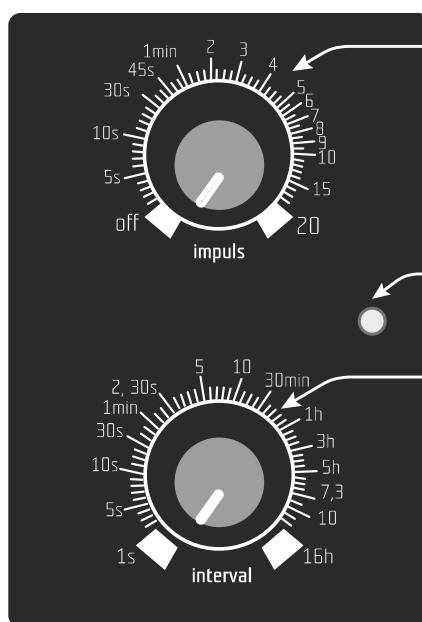 off
5s
10s
30s
45s
1min
2
3
4
5
6
7
8
9
10
15
20
impuls
1s
5s
10s
30s
1min
2, 30s
5
10
30min
1h
3h
5h
7,3
10
16h
interval